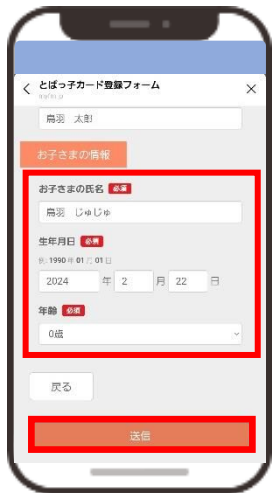 とばっ子カード登録フォーム
鳥羽 太郎
お子さまの情報
お子さまの氏名 必須
鳥羽 じゅじゅ
生年月日 必須
例: 1990 年 01 月 01 日
2024 年 2 月 22 日
年齢 必須
0歳
戻る
送信